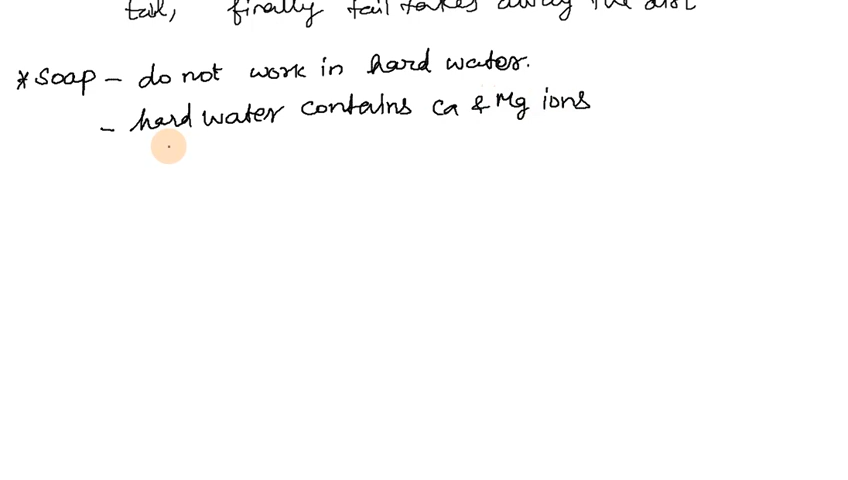 tail, finally tail takes away the dirt
* Soap - do not work in hard water.
- hard water contains Ca & Mg ions